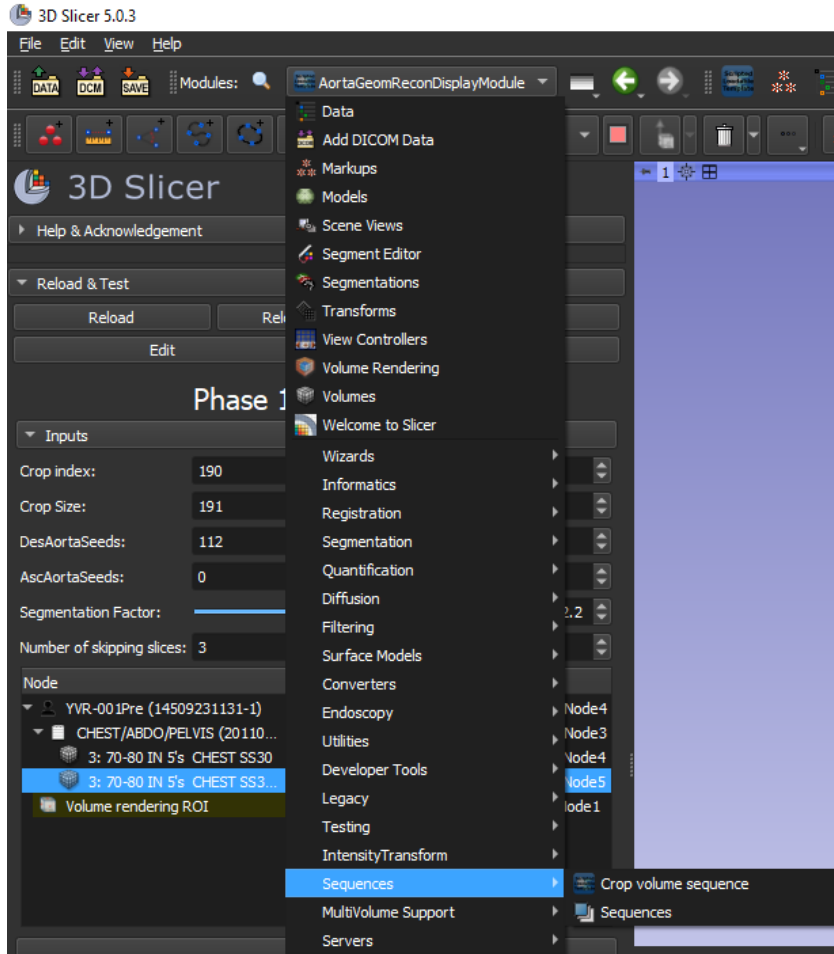 3D Slicer 5.0.3
File Edit View Help
DATA DCM SAVE Modules: AortaGeomReconDisplayModule
Data
Add DICOM Data
1
3D Slicer
Markups
Models
Help & Acknowledgement
Scene Views
Segment Editor
Reload & Test
Segmentations
Reload
Rel
Transforms
Edit
View Controllers
Volume Rendering
Phase 1
Volumes
Welcome to Slicer
Inputs
Wizards
Crop index: 190
Informatics
Crop Size: 191
Registration
DesAortaSeeds: 112
Segmentation
AscAortaSeeds: 0
Quantification
Diffusion
Segmentation Factor: 2.2
Filtering
Number of skipping slices: 3
Surface Models
Node
Converters
YVR-001Pre (14509231131-1) Node4
Endoscopy
CHEST/ABDO/PELVIS (20110... Node3
Utilities
3: 70-80 IN 5's CHEST SS30 Node4
Developer Tools
3: 70-80 IN 5's CHEST SS3... Node5
Legacy
Volume rendering ROI Node1
Testing
IntensityTransform
Sequences
Crop volume sequence
MultiVolume Support
Sequences
Servers